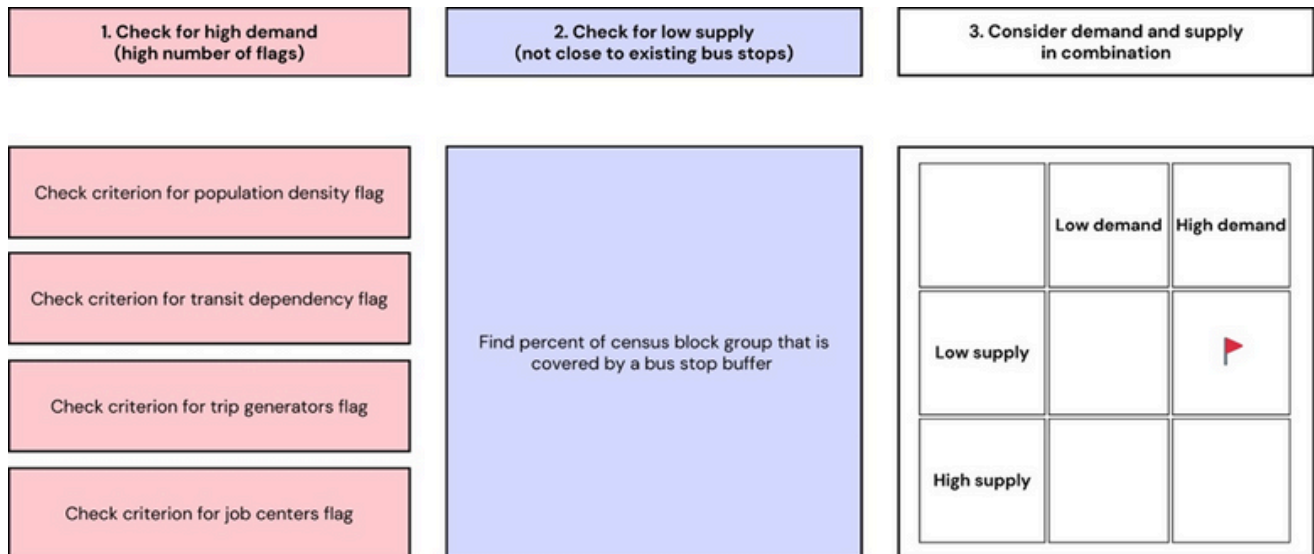 1. Check for high demand
(high number of flags)
2. Check for low supply
(not close to existing bus stops)
3. Consider demand and supply
in combination
Check criterion for population density flag
Check criterion for transit dependency flag
Check criterion for trip generators flag
Check criterion for job centers flag
Find percent of census block group that is
covered by a bus stop buffer
Low demand
High demand
Low supply
High supply